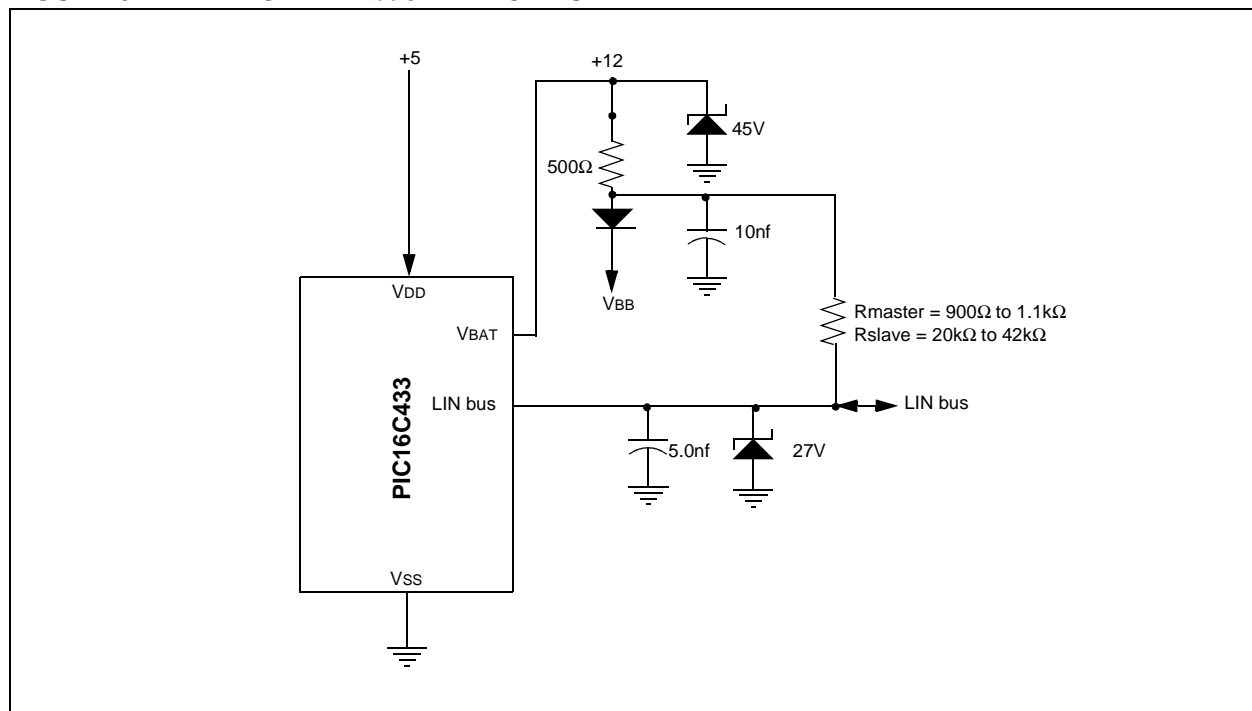 +5
+12
45V
500Ω
10nf
VDD
VBB
VBAT
Rmaster = 900Ω to 1.1kΩ
Rslave = 20kΩ to 42kΩ
PIC16C433
LIN bus
LIN bus
5.0nf
27V
VSS